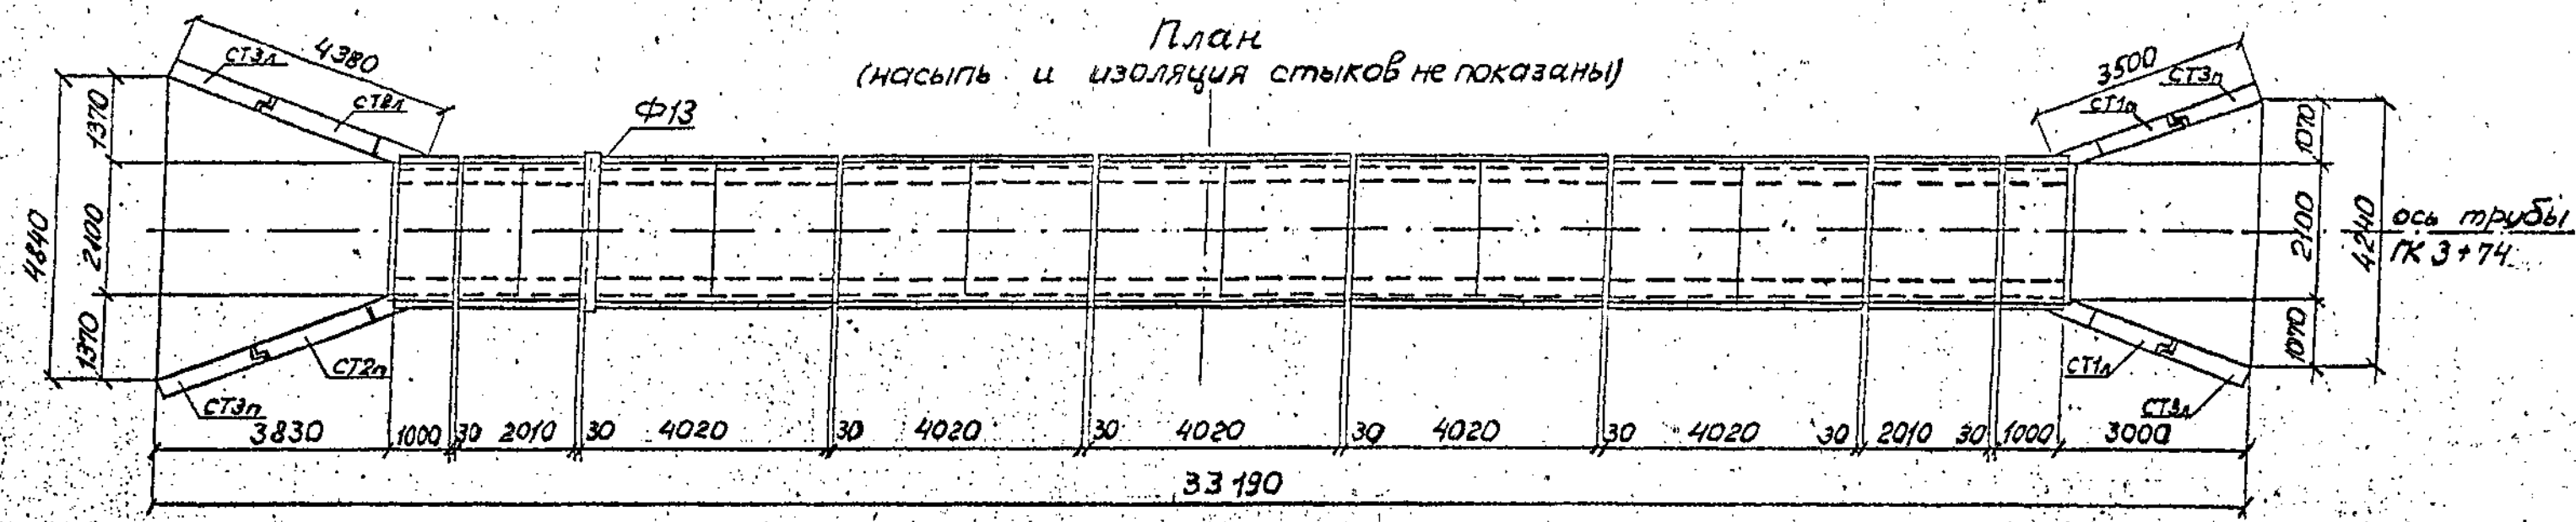 План
(насыпь и изоляция стыков не показаны)
4380
СТ3л
СТ2л
Ф13
3500
СТ3п
СТ1п
1370
2100
1370
4840
1070
2100
1070
4240
ось трубы
ПК 3+74
СТ2п
СТ3п
СТ1л
СТ3л
3830 1000 30 2010 30 4020 30 4020 30 4020 30 4020 30 4020 30 2010 30 1000 3000
33190